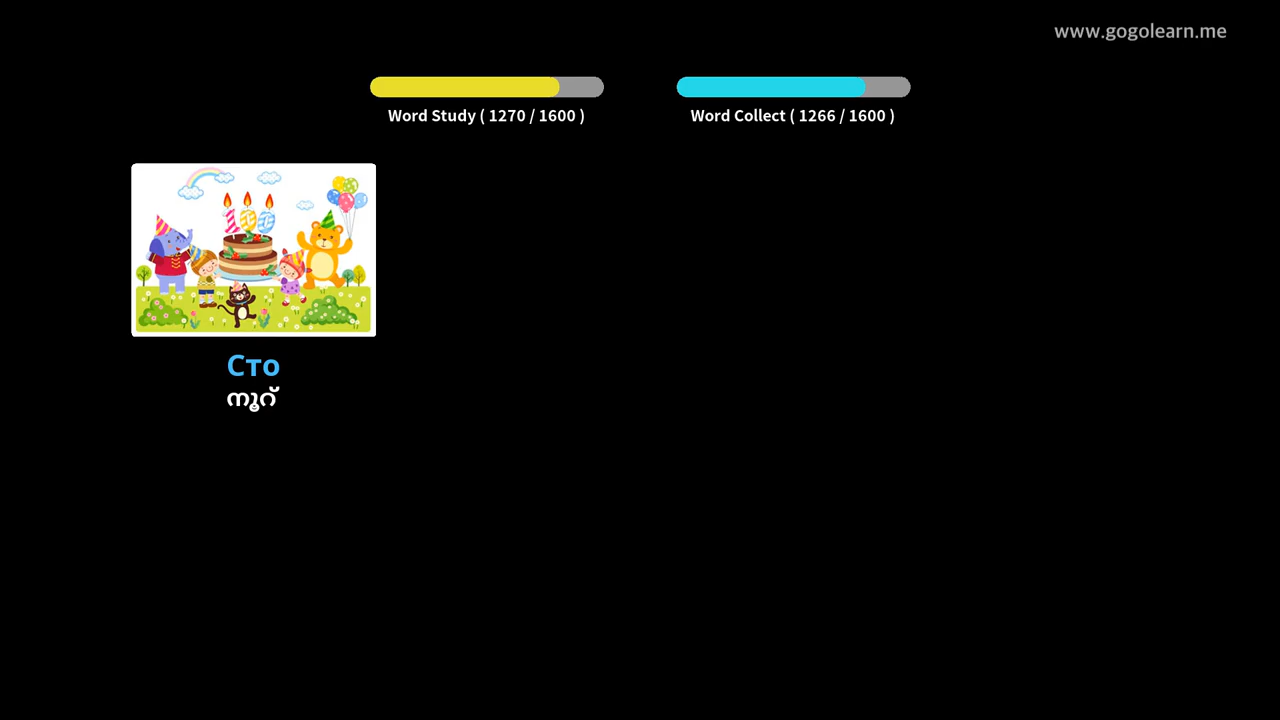 www.gogolearn.me
Word Study ( 1270 / 1600 )
Word Collect ( 1266 / 1600 )
100
Сто
നൂറ്